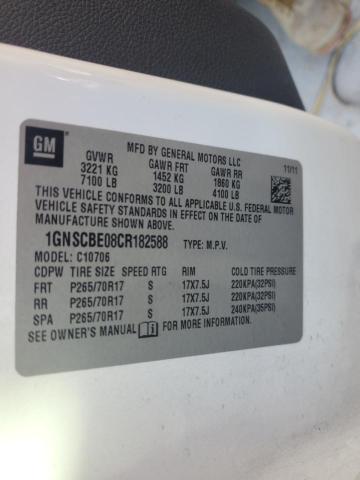 GM
MFD BY GENERAL MOTORS LLC
GVWR GAWR FRT GAWR RR 11/11
3221 KG 1452 KG 1860 KG
7100 LB 3200 LB 4100 LB
THIS VEHICLE CONFORMS TO ALL APPLICABLE U.S. FEDERAL MOTOR
VEHICLE SAFETY STANDARDS IN EFFECT ON THE DATE OF
MANUFACTURE SHOWN ABOVE.
1GNSCBE08CR182588 TYPE: M.P.V.
MODEL: C10706
CDPW TIRE SIZE SPEED RTG RIM COLD TIRE PRESSURE
FRT P265/70R17 S 17X7.5J 220KPA(32PSI)
RR P265/70R17 S 17X7.5J 220KPA(32PSI)
SPA P265/70R17 S 17X7.5J 240KPA(35PSI)
SEE OWNER'S MANUAL FOR MORE INFORMATION.